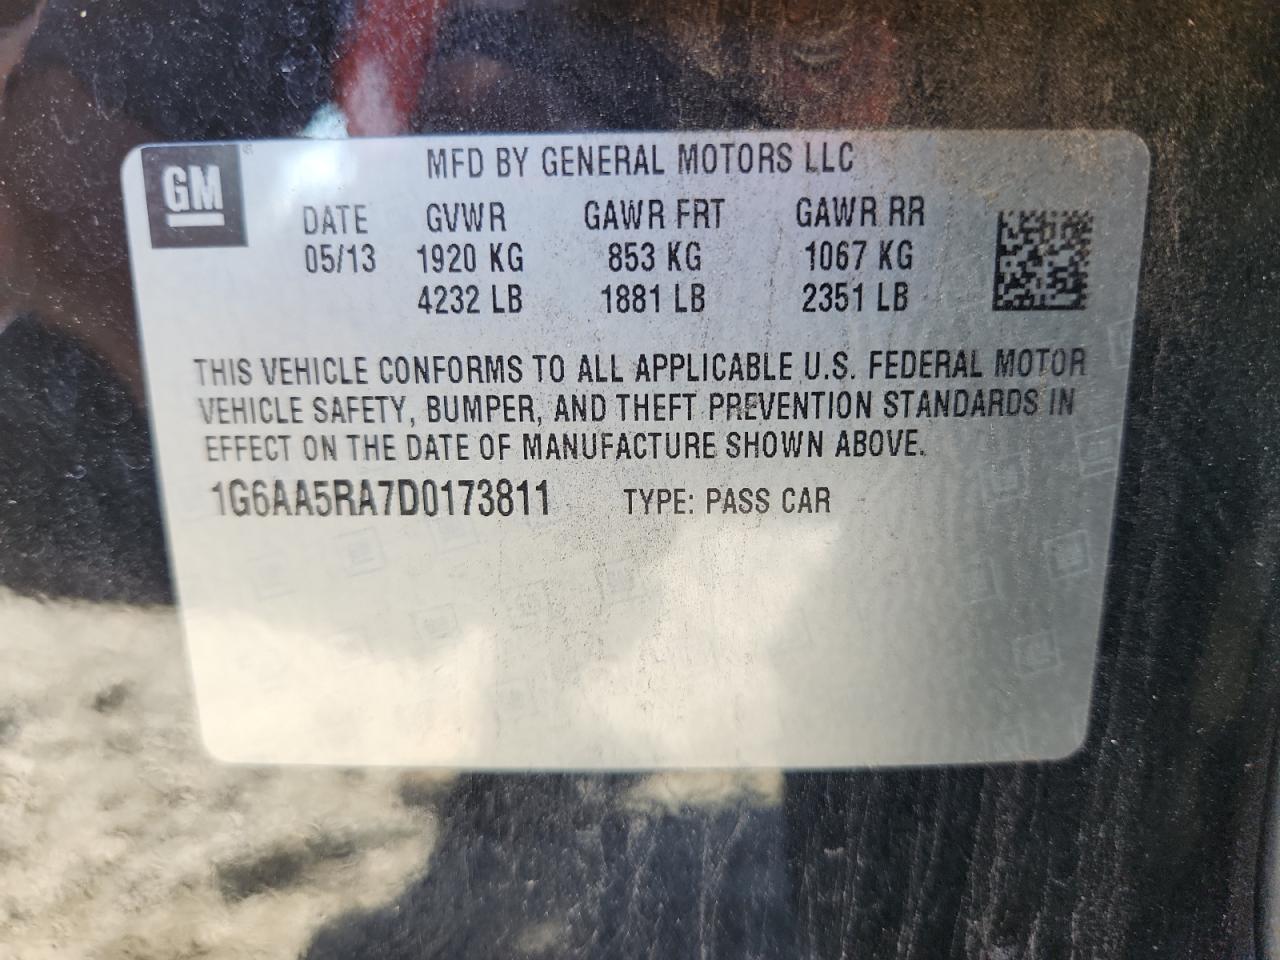 GM
MFD BY GENERAL MOTORS LLC
DATE GVWR GAWR FRT GAWR RR
05/13 1920 KG 853 KG 1067 KG
4232 LB 1881 LB 2351 LB
THIS VEHICLE CONFORMS TO ALL APPLICABLE U.S. FEDERAL MOTOR
VEHICLE SAFETY, BUMPER, AND THEFT PREVENTION STANDARDS IN
EFFECT ON THE DATE OF MANUFACTURE SHOWN ABOVE.
1G6AA5RA7D0173811 TYPE: PASS CAR